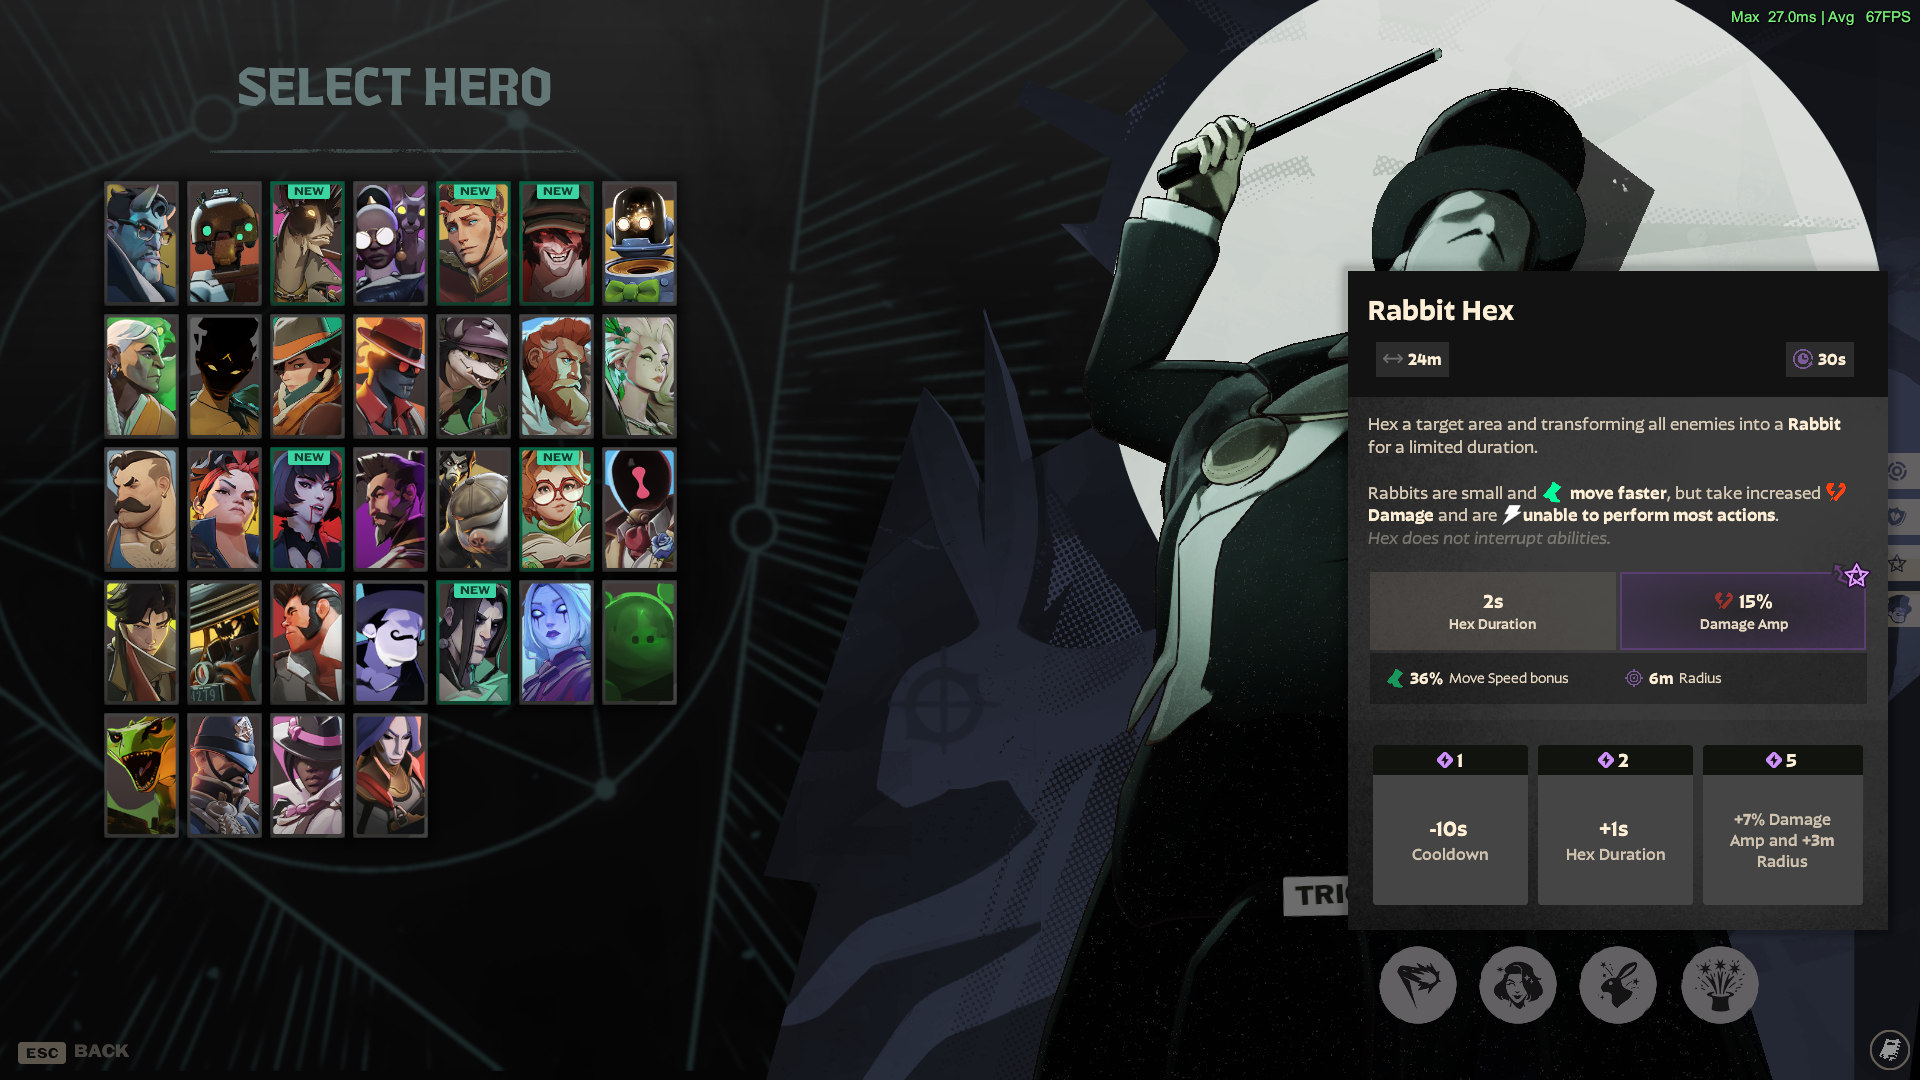 Max 27.0ms | Avg 67FPS
SELECT HERO
NEW
NEW
NEW
NEW
NEW
NEW
4279
Rabbit Hex
24m
30s
Hex a target area and transforming all enemies into a Rabbit
for a limited duration.
Rabbits are small and move faster, but take increased
Damage and are unable to perform most actions.
Hex does not interrupt abilities.
2s
Hex Duration
15%
Damage Amp
36% Move Speed bonus
6m Radius
1
-10s
Cooldown
2
+1s
Hex Duration
5
+7% Damage
Amp and +3m
Radius
TRIC
ESC BACK